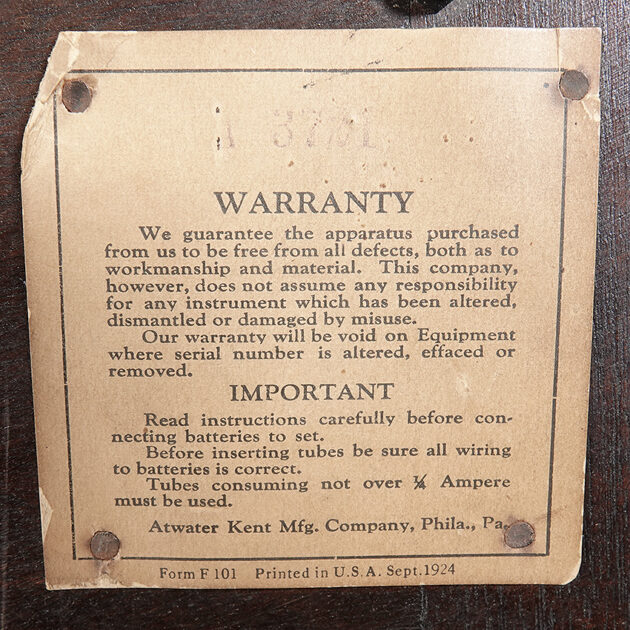 WARRANTY
We guarantee the apparatus purchased
from us to be free from all defects, both as to
workmanship and material. This company,
however, does not assume any responsibility
for any instrument which has been altered,
dismantled or damaged by misuse.
Our warranty will be void on Equipment
where serial number is altered, effaced or
removed.
IMPORTANT
Read instructions carefully before con-
necting batteries to set.
Before inserting tubes be sure all wiring
to batteries is correct.
Tubes consuming not over ¼ Ampere
must be used.
Atwater Kent Mfg. Company, Phila., Pa.
Form F 101 Printed in U.S.A. Sept.1924